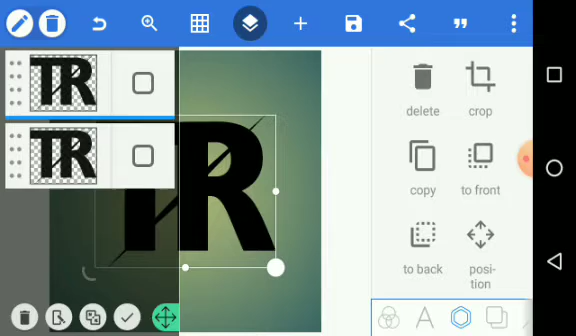 TR
TR
TR
delete
crop
copy
to front
to back
posi-
tion
A